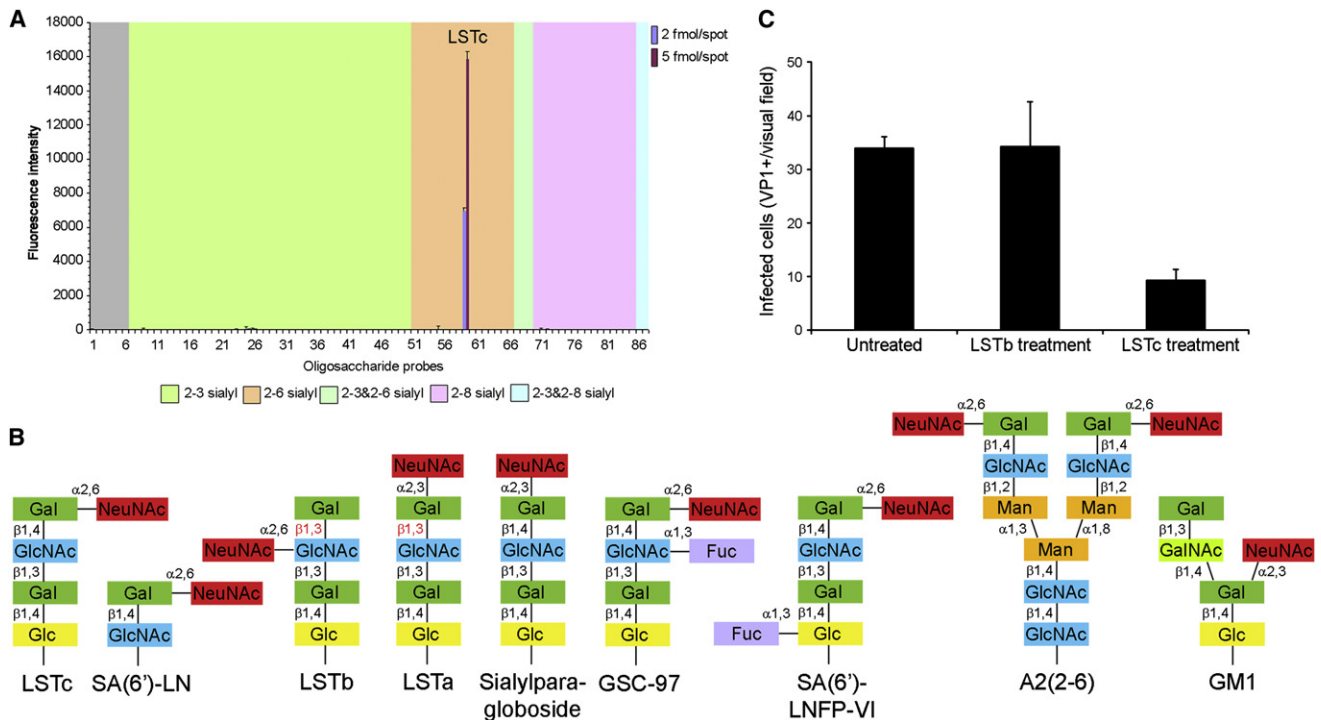 A
18000
16000
14000
12000
10000
8000
6000
4000
2000
0
Fluorescence intensity
LSTc
2 fmol/spot
5 fmol/spot
1 6 11 16 21 26 31 36 41 46 51 56 61 66 71 76 81 86
Oligosaccharide probes
2-3 sialyl 2-6 sialyl 2-3&2-6 sialyl 2-8 sialyl 2-3&2-8 sialyl
C
50
40
30
20
10
0
Infected cells (VP1+/visual field)
Untreated LSTb treatment LSTc treatment
B
Gal
α2,6
NeuNAc
β1,4
GlcNAc
β1,3
Gal
β1,4
Glc
LSTc
Gal
α2,6
NeuNAc
β1,4
GlcNAc
SA(6')-LN
Gal
β1,3
α2,6
NeuNAc
GlcNAc
β1,3
Gal
β1,4
Glc
LSTb
NeuNAc
α2,3
Gal
β1,3
GlcNAc
β1,3
Gal
β1,4
Glc
LSTa
NeuNAc
α2,3
Gal
β1,4
GlcNAc
β1,3
Gal
β1,4
Glc
Sialylpara-
globoside
Gal
α2,6
NeuNAc
β1,4
GlcNAc
α1,3
Fuc
β1,3
Gal
β1,4
Glc
GSC-97
Gal
α2,6
NeuNAc
β1,4
GlcNAc
β1,3
Gal
β1,4
α1,3
Fuc
Glc
SA(6')-
LNFP-VI
NeuNAc
α2,6
Gal
Gal
α2,6
NeuNAc
β1,4
β1,4
GlcNAc
GlcNAc
β1,2
β1,2
Man
Man
α1,3
α1,8
Man
β1,4
GlcNAc
β1,4
GlcNAc
A2(2-6)
Gal
β1,3
GalNAc
NeuNAc
β1,4
α2,3
Gal
β1,4
Glc
GM1